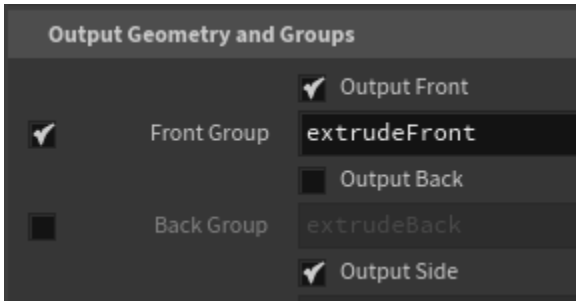 Output Geometry and Groups
Output Front
Front Group extrudeFront
Output Back
Back Group extrudeBack
Output Side